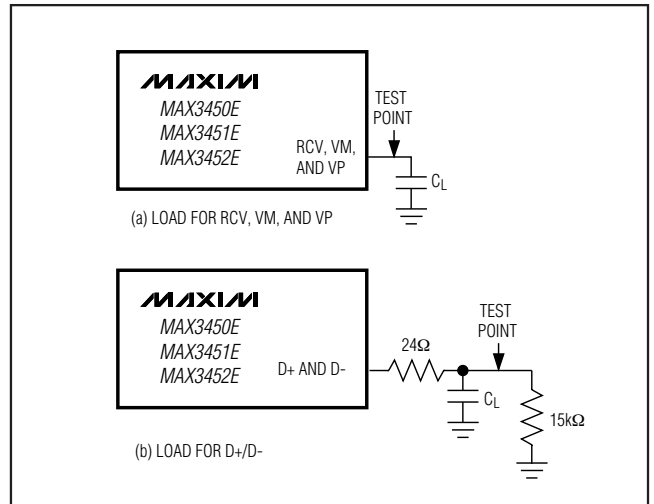 MAXIM
MAX3450E
MAX3451E
MAX3452E
RCV, VM,
AND VP
TEST
POINT
CL
(a) LOAD FOR RCV, VM, AND VP
MAXIM
MAX3450E
MAX3451E
MAX3452E
D+ AND D-
24Ω
TEST
POINT
CL
15kΩ
(b) LOAD FOR D+/D-